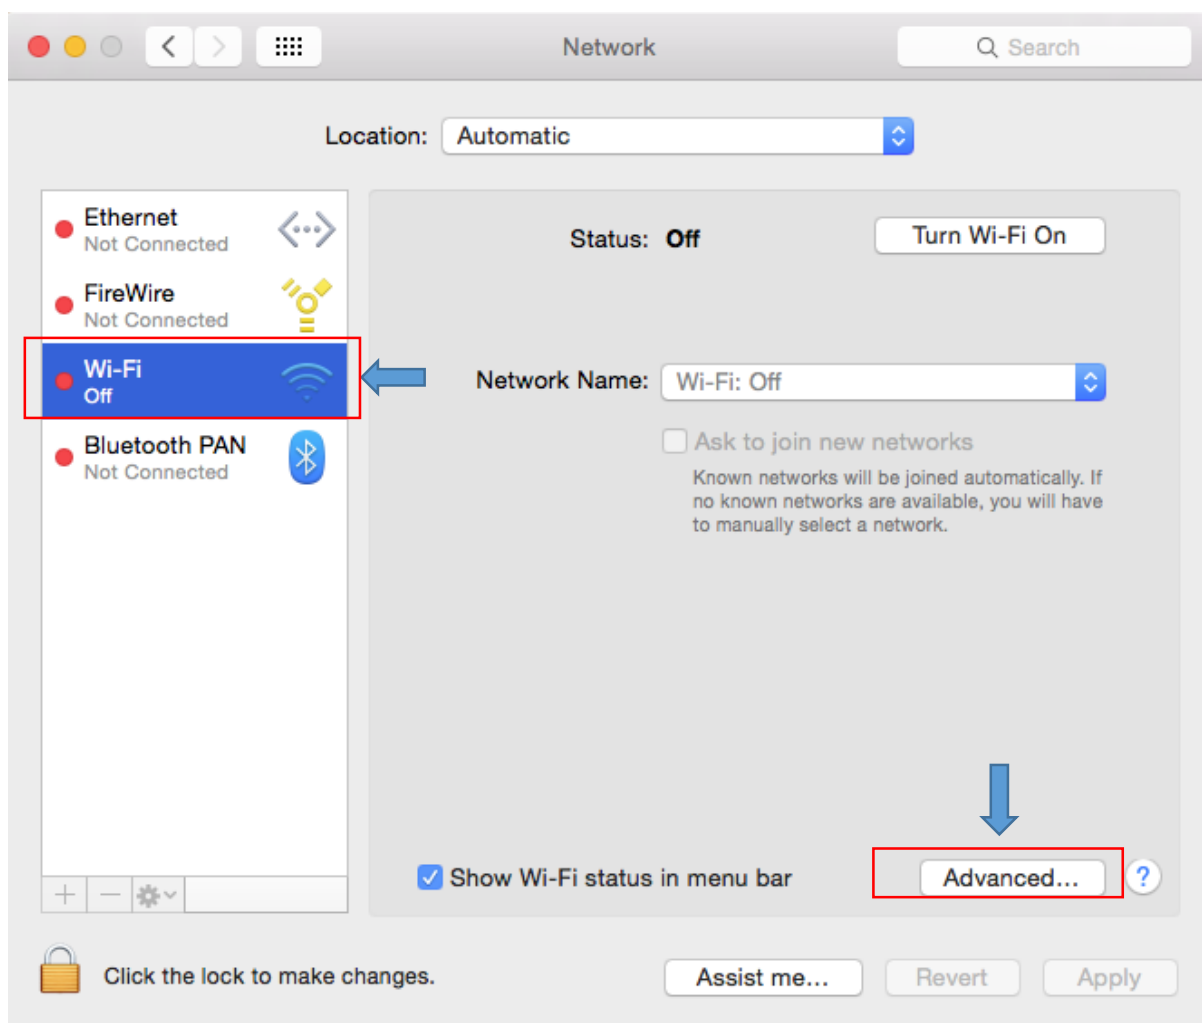 Network
Search
Location: Automatic
Ethernet
Not Connected
FireWire
Not Connected
Wi-Fi
Off
Bluetooth PAN
Not Connected
Status: Off
Turn Wi-Fi On
Network Name: Wi-Fi: Off
Ask to join new networks
Known networks will be joined automatically. If
no known networks are available, you will have
to manually select a network.
Show Wi-Fi status in menu bar
Advanced...
?
Click the lock to make changes.
Assist me...
Revert
Apply